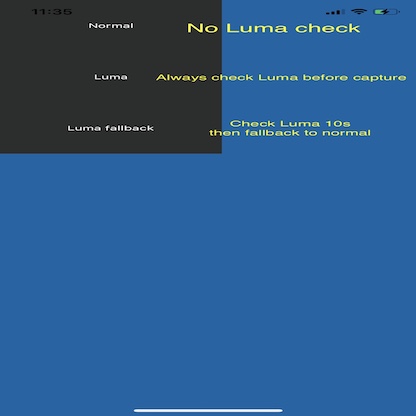 11:35
Normal
No Luma check
Luma
Always check Luma before capture
Luma fallback
Check Luma 10s
then fallback to normal